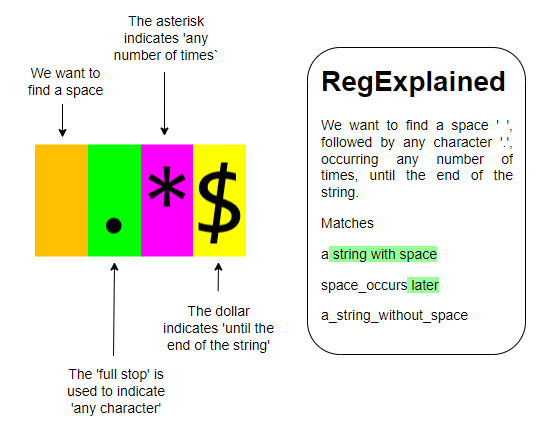 The asterisk
indicates 'any
number of times`
We want to
find a space
.*$
The dollar
indicates 'until the
end of the string'
The 'full stop' is
used to indicate
'any character'
RegExplained
We want to find a space ' ',
followed by any character '.',
occurring any number of
times, until the end of the
string.
Matches
a string with space
space_occurs later
a_string_without_space